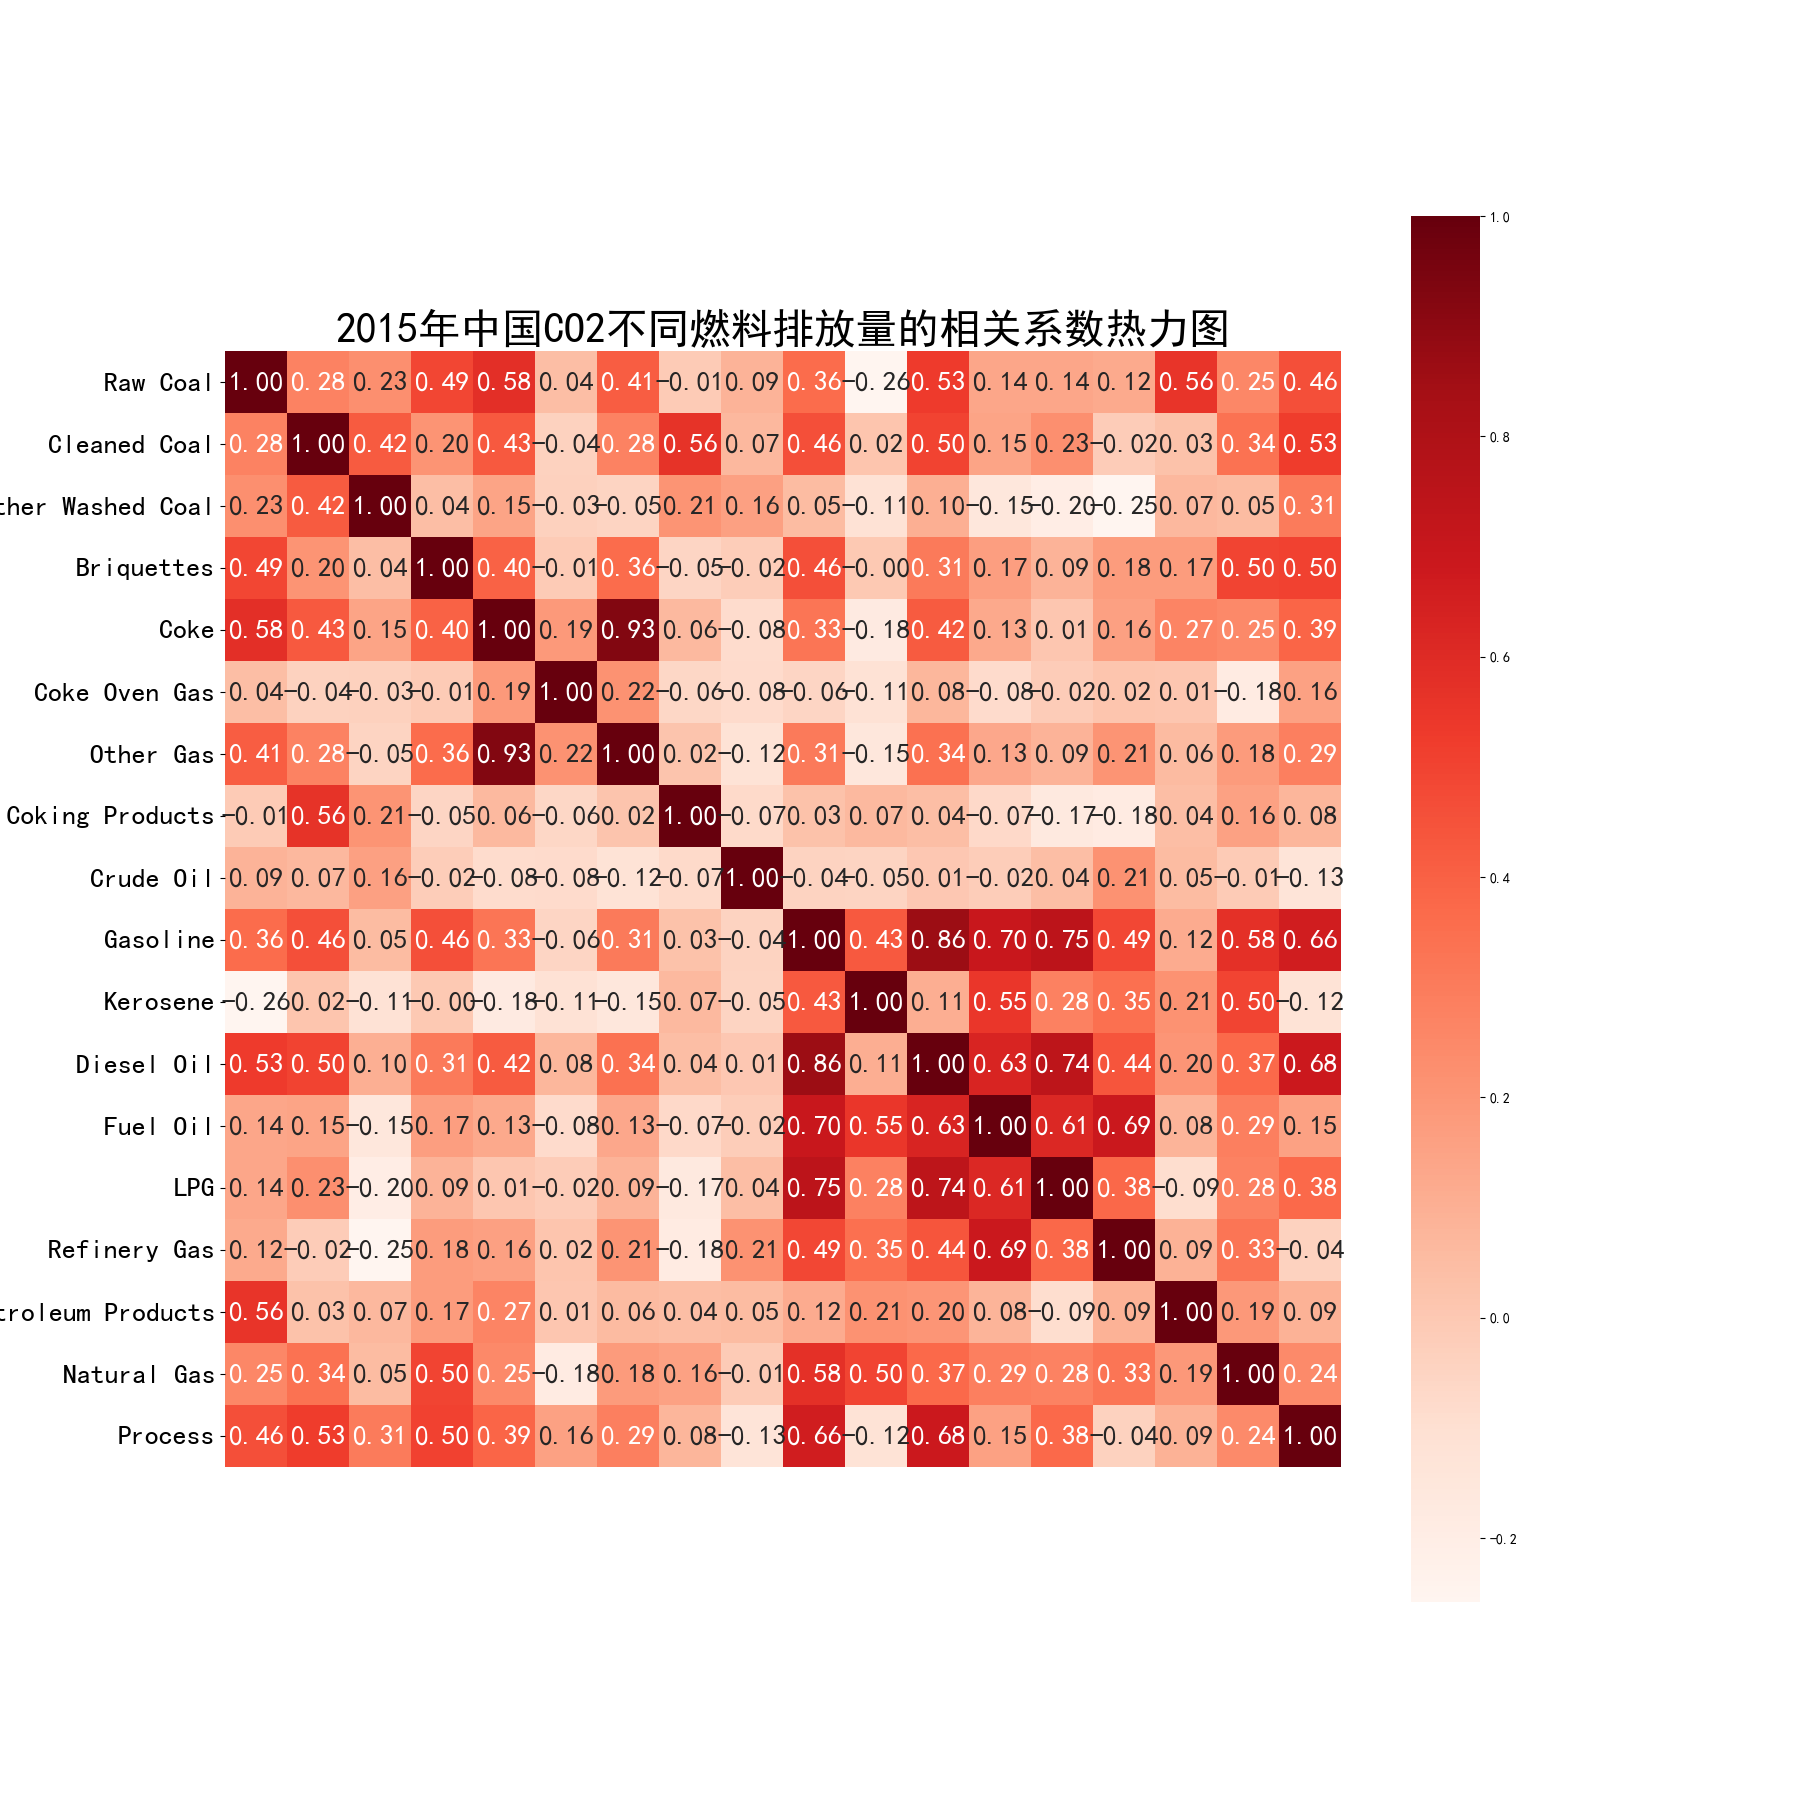 2015年中国CO2不同燃料排放量的相关系数热力图
Raw Coal 1.00 0.28 0.23 0.49 0.58 0.04 0.41 -0.01 0.09 0.36 -0.26 0.53 0.14 0.14 0.12 0.56 0.25 0.46
Cleaned Coal 0.28 1.00 0.42 0.20 0.43 -0.04 0.28 0.56 0.07 0.46 0.02 0.50 0.15 0.23 -0.02 0.03 0.34 0.53
ther Washed Coal 0.23 0.42 1.00 0.04 0.15 -0.03 -0.05 0.21 0.16 0.05 -0.11 0.10 -0.15 -0.20 -0.25 0.07 0.05 0.31
Briquettes 0.49 0.20 0.04 1.00 0.40 -0.01 0.36 -0.05 -0.02 0.46 -0.00 0.31 0.17 0.09 0.18 0.17 0.50 0.50
Coke 0.58 0.43 0.15 0.40 1.00 0.19 0.93 0.06 -0.08 0.33 -0.18 0.42 0.13 0.01 0.16 0.27 0.25 0.39
Coke Oven Gas 0.04 -0.04 -0.03 -0.01 0.19 1.00 0.22 -0.06 -0.08 -0.06 -0.11 0.08 -0.08 -0.02 0.02 0.01 -0.18 0.16
Other Gas 0.41 0.28 -0.05 0.36 0.93 0.22 1.00 0.02 -0.12 0.31 -0.15 0.34 0.13 0.09 0.21 0.06 0.18 0.29
Coking Products -0.01 0.56 0.21 -0.05 0.06 -0.06 0.02 1.00 -0.07 0.03 0.07 0.04 -0.07 -0.17 -0.18 0.04 0.16 0.08
Crude Oil 0.09 0.07 0.16 -0.02 -0.08 -0.08 -0.12 -0.07 1.00 -0.04 -0.05 0.01 -0.02 0.04 0.21 0.05 -0.01 -0.13
Gasoline 0.36 0.46 0.05 0.46 0.33 -0.06 0.31 0.03 -0.04 1.00 0.43 0.86 0.70 0.75 0.49 0.12 0.58 0.66
Kerosene -0.26 0.02 -0.11 -0.00 -0.18 -0.11 -0.15 0.07 -0.05 0.43 1.00 0.11 0.55 0.28 0.35 0.21 0.50 -0.12
Diesel Oil 0.53 0.50 0.10 0.31 0.42 0.08 0.34 0.04 0.01 0.86 0.11 1.00 0.63 0.74 0.44 0.20 0.37 0.68
Fuel Oil 0.14 0.15 -0.15 0.17 0.13 -0.08 0.13 -0.07 -0.02 0.70 0.55 0.63 1.00 0.61 0.69 0.08 0.29 0.15
LPG 0.14 0.23 -0.20 0.09 0.01 -0.02 0.09 -0.17 0.04 0.75 0.28 0.74 0.61 1.00 0.38 -0.09 0.28 0.38
Refinery Gas 0.12 -0.02 -0.25 0.18 0.16 0.02 0.21 -0.18 0.21 0.49 0.35 0.44 0.69 0.38 1.00 0.09 0.33 -0.04
troleum Products 0.56 0.03 0.07 0.17 0.27 0.01 0.06 0.04 0.05 0.12 0.21 0.20 0.08 -0.09 0.09 1.00 0.19 0.09
Natural Gas 0.25 0.34 0.05 0.50 0.25 -0.18 0.18 0.16 -0.01 0.58 0.50 0.37 0.29 0.28 0.33 0.19 1.00 0.24
Process 0.46 0.53 0.31 0.50 0.39 0.16 0.29 0.08 -0.13 0.66 -0.12 0.68 0.15 0.38 -0.04 0.09 0.24 1.00
1.0
0.8
0.6
0.4
0.2
0.0
-0.2